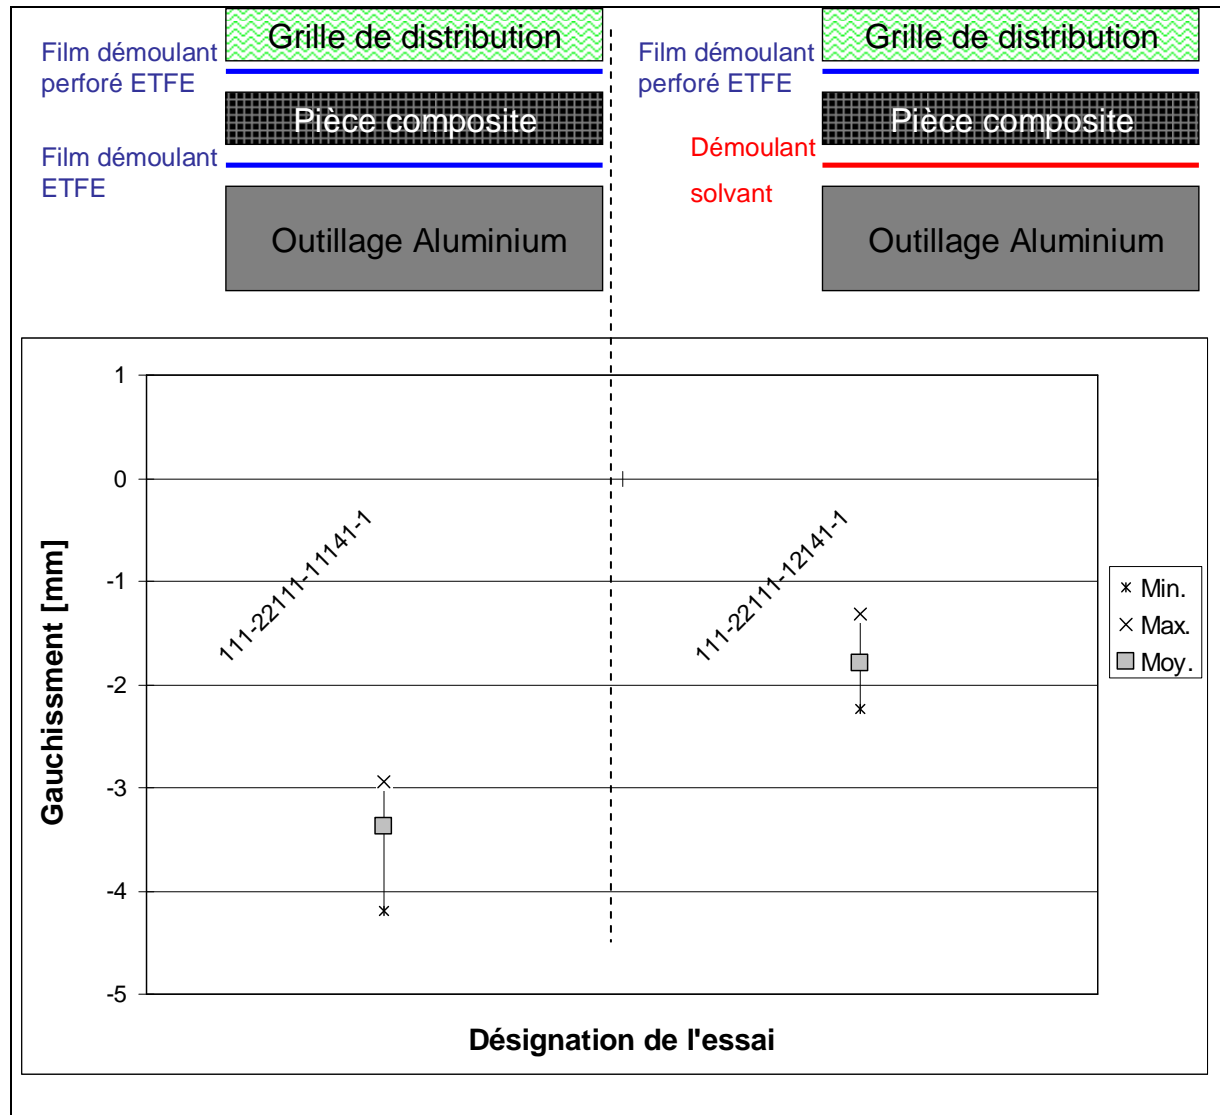 Grille de distribution
Film démoulant
perforé ETFE
Pièce composite
Film démoulant
ETFE
Outillage Aluminium
Grille de distribution
Film démoulant
perforé ETFE
Pièce composite
Démoulant
solvant
Outillage Aluminium
1
0
-1
-2
-3
-4
-5
Gauchissment [mm]
111-22111-11141-1
111-22111-12141-1
Min.
Max.
Moy.
Désignation de l'essai